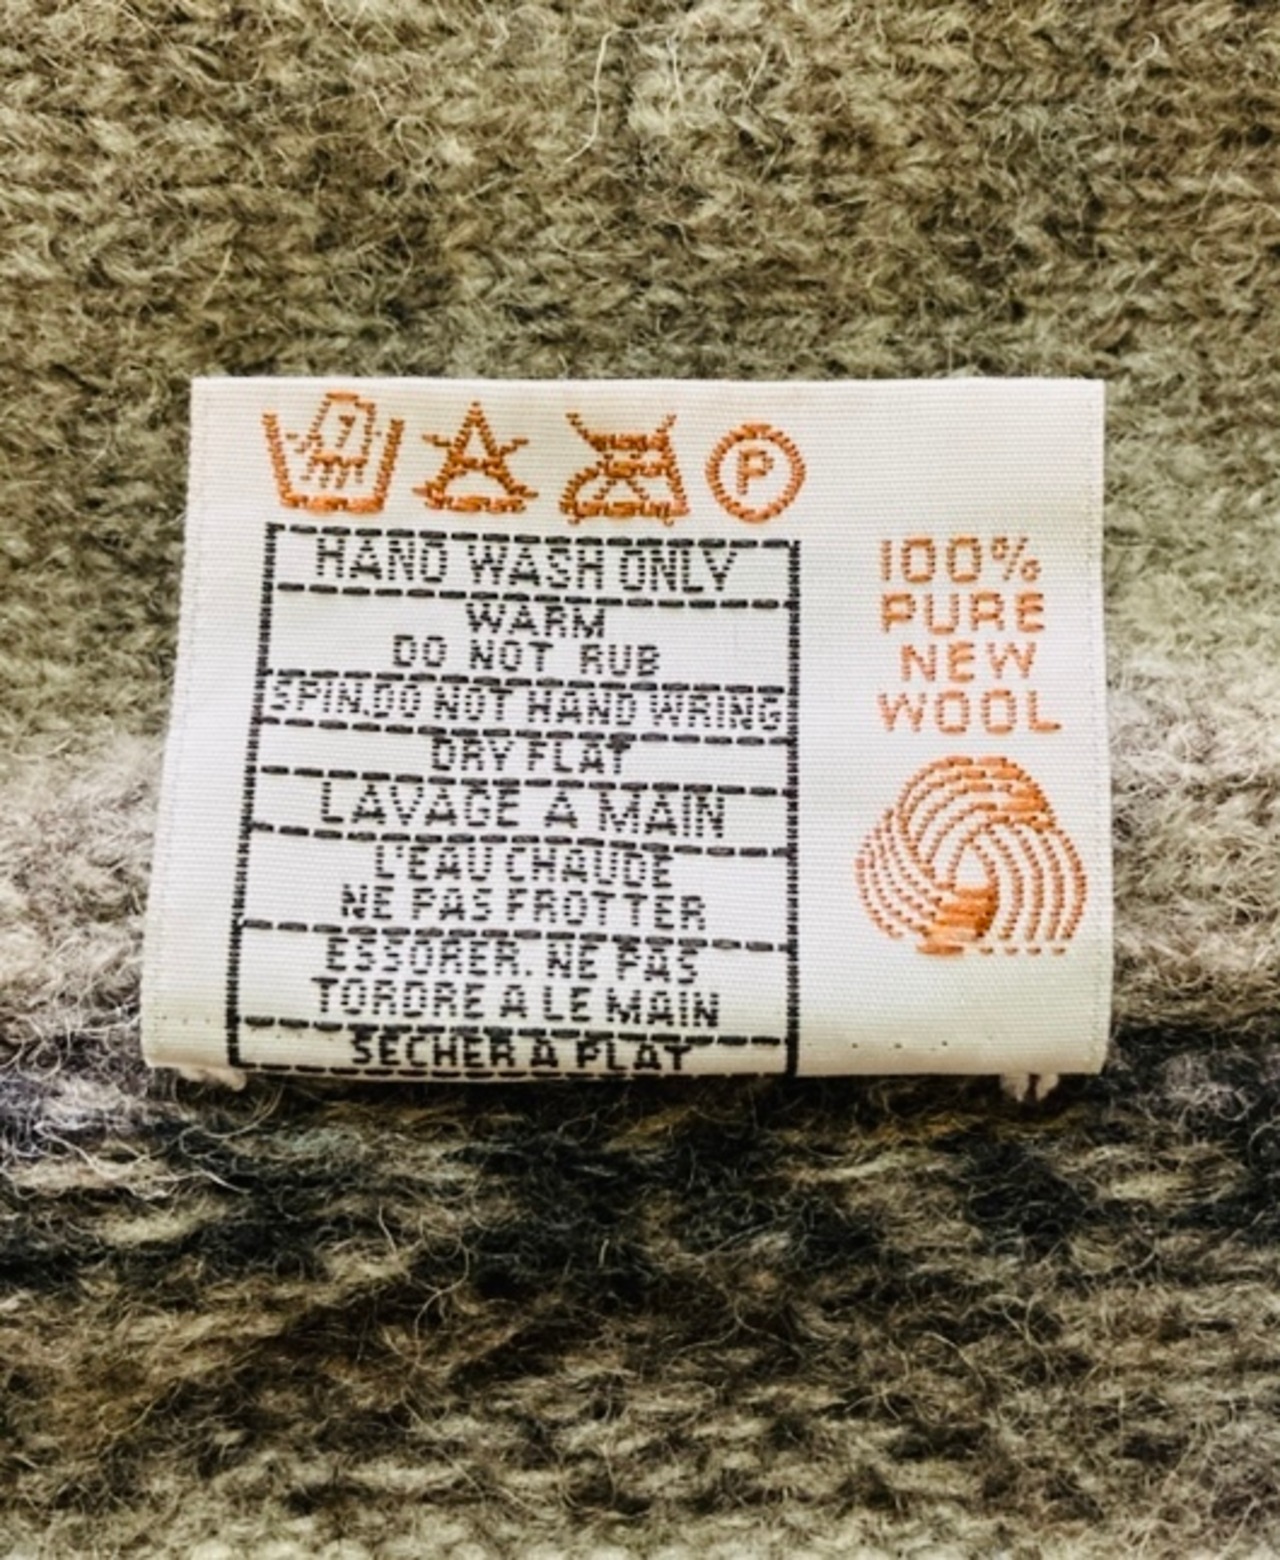 7
P
HAND WASH ONLY
WARM
DO NOT RUB
SPIN.DO NOT HAND WRING
DRY FLAT
LAVAGE A MAIN
L'EAU CHAUDE
NE PAS FROTTER
ESSORER. NE PAS
TORDRE A LE MAIN
SECHER A PLAT
100%
PURE
NEW
WOOL